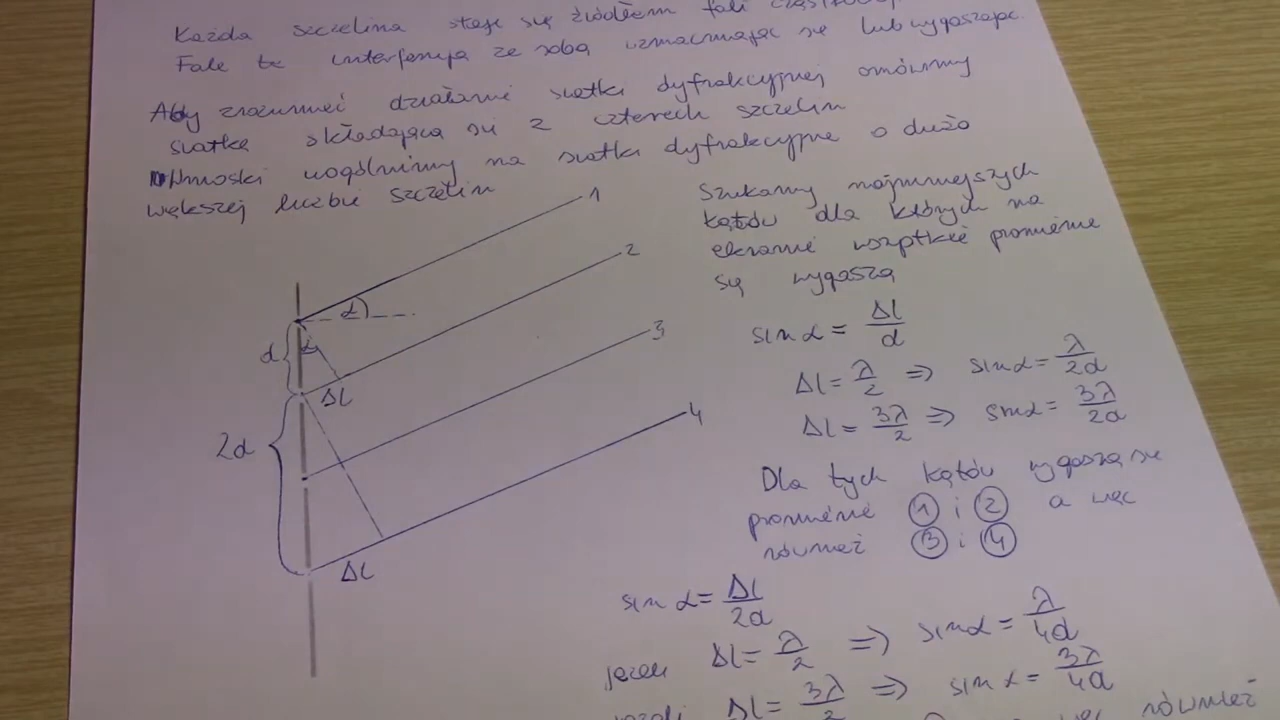 Każda szczelina staje się źródłem fali
Fale te interferują ze sobą wzmacniając się lub wygaszając.
Aby zrozumieć działanie siatki dyfrakcyjnej omówimy
siatkę składającą się z czterech szczelin
Wnioski uogólnimy na siatki dyfrakcyjne o dużo
większej liczbie szczelin
1
2
3
4
α
α
d
Δl
2d
Δl
Szukamy najmniejszych
kątów dla których na
ekranie wszystkie promienie
się wygaszą
sin α = Δl/d
Δl = λ/2 => sin α = λ/2d
Δl = 3λ/2 => sin α = 3λ/2d
Dla tych kątów wygaszą się
promienie ① i ② a więc
również ③ i ④
sin α = Δl/2d
Δl = λ/2 => sin α = λ/4d
Δl = 3λ/2 => sin α = 3λ/4d
więc również